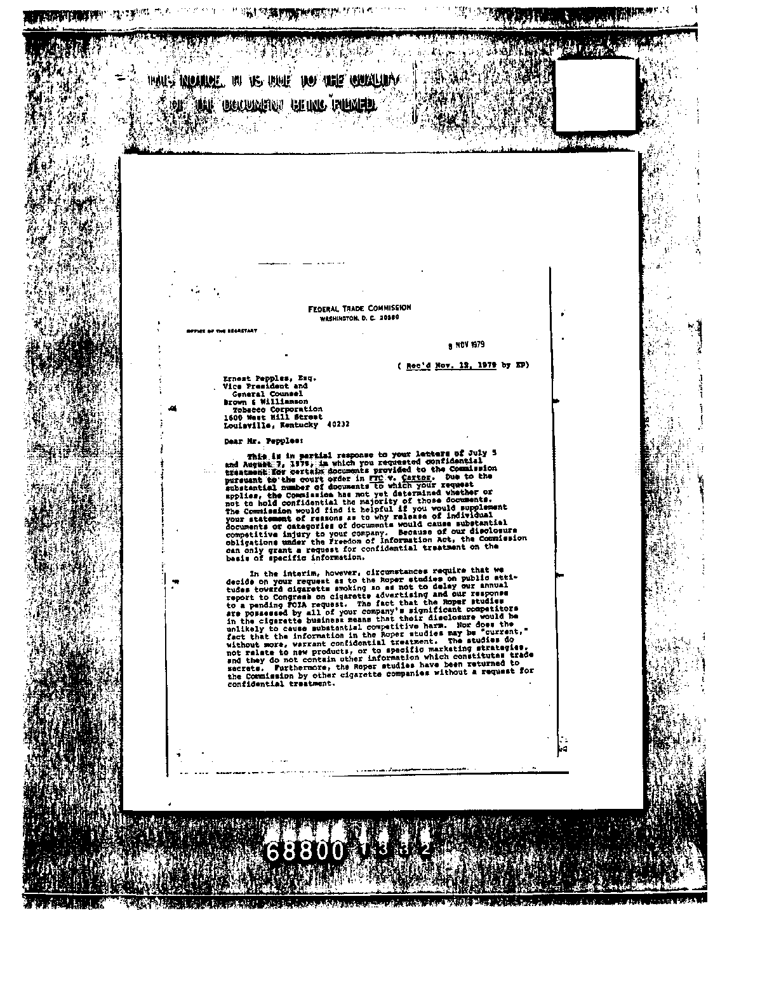 THIS NOTICE, IT IS DUE TO THE QUALITY
OF THE DOCUMENT BEING FILMED.
FEDERAL TRADE COMMISSION
WASHINGTON, D. C. 20580
OFFICE OF THE SECRETARY
8 NOV 1979
( Rec'd Nov. 12, 1979 by EP)
Ernest Pepples, Esq.
Vice President and
General Counsel
Brown & Williamson
Tobacco Corporation
1600 West Hill Street
Louisville, Kentucky 40232
Dear Mr. Pepples:
This is in partial response to your letters of July 5
and August 7, 1979, in which you requested confidential
treatment for certain documents provided to the Commission
pursuant to the court order in FTC v. Carter. Due to the
substantial number of documents to which your request
applies, the Commission has not yet determined whether or
not to hold confidential the majority of those documents.
The Commission would find it helpful if you would supplement
your statement of reasons as to why release of individual
documents or categories of documents would cause substantial
competitive injury to your company. Because of our disclosure
obligations under the Freedom of Information Act, the Commission
can only grant a request for confidential treatment on the
basis of specific information.
In the interim, however, circumstances require that we
decide on your request as to the Roper studies on public atti-
tudes toward cigarette smoking so as not to delay our annual
report to Congress on cigarette advertising and our response
to a pending FOIA request. The fact that the Roper studies
are possessed by all of your company's significant competitors
in the cigarette business means that their disclosure would be
unlikely to cause substantial competitive harm. Nor does the
fact that the information in the Roper studies may be "current,"
without more, warrant confidential treatment. The studies do
not relate to new products, or to specific marketing strategies,
and they do not contain other information which constitutes trade
secrets. Furthermore, the Roper studies have been returned to
the Commission by other cigarette companies without a request for
confidential treatment.
68800 1332